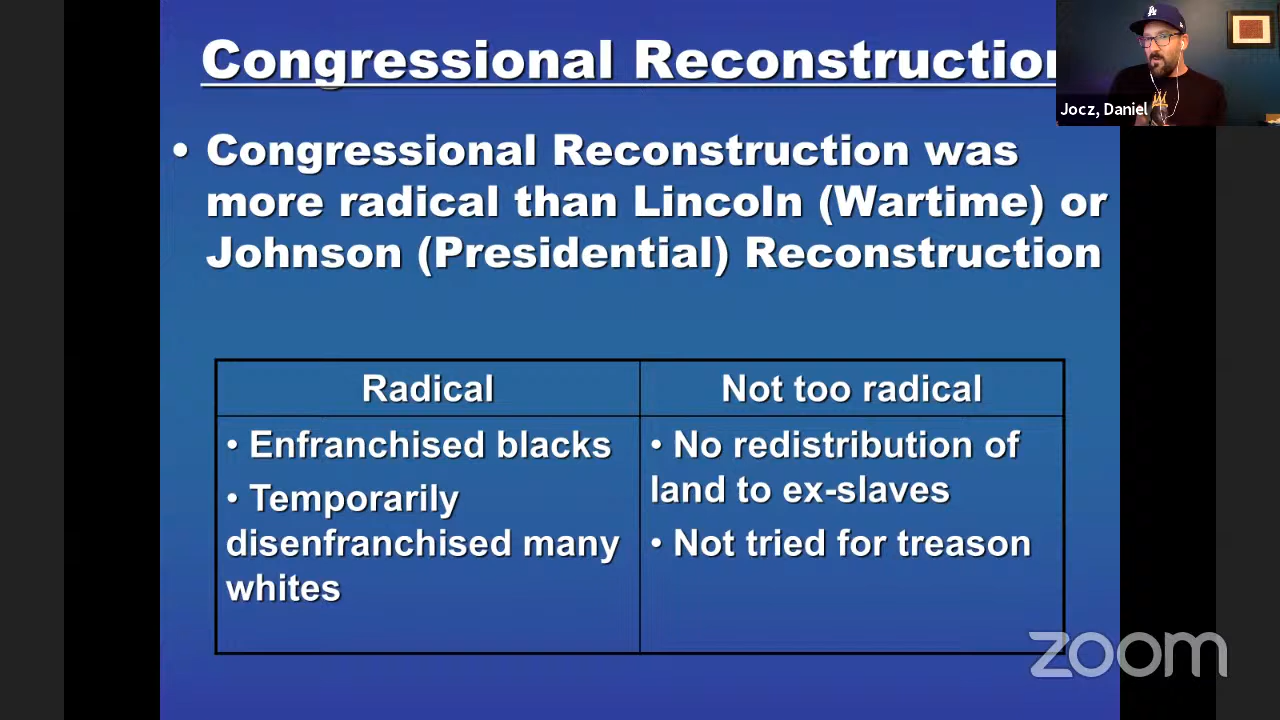 Congressional Reconstruction
Jocz, Daniel
• Congressional Reconstruction was
more radical than Lincoln (Wartime) or
Johnson (Presidential) Reconstruction
Radical
Not too radical
• Enfranchised blacks
• Temporarily
disenfranchised many
whites
• No redistribution of
land to ex-slaves
• Not tried for treason
zoom